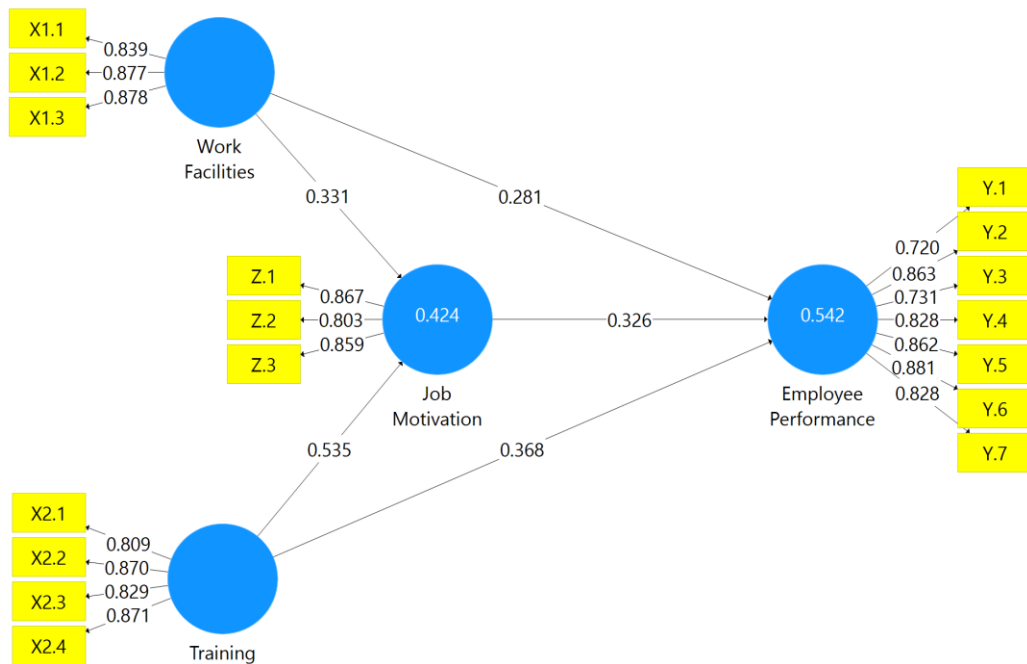 X1.1
X1.2
X1.3
0.839
0.877
0.878
Work
Facilities
0.331
0.281
Z.1
Z.2
Z.3
0.867
0.803
0.859
0.424
Job
Motivation
0.326
0.542
Employee
Performance
Y.1
Y.2
Y.3
Y.4
Y.5
Y.6
Y.7
0.720
0.863
0.731
0.828
0.862
0.881
0.828
0.535
0.368
X2.1
X2.2
X2.3
X2.4
0.809
0.870
0.829
0.871
Training